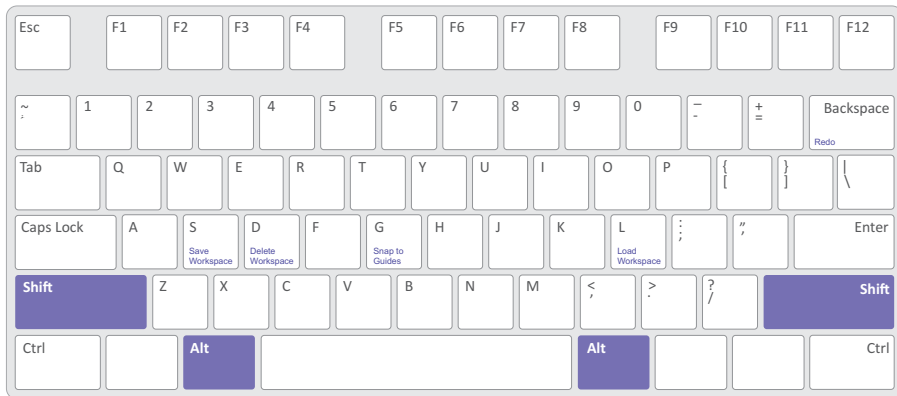 Esc F1 F2 F3 F4 F5 F6 F7 F8 F9 F10 F11 F12
~ 1 2 3 4 5 6 7 8 9 0 _ + Backspace
- =
Redo
Tab Q W E R T Y U I O P { } |
[ ] \
Caps Lock A S D F G H J K L : " Enter
;
Save Delete Snap to Load
Workspace Workspace Guides Workspace
Shift Z X C V B N M < > ? Shift
, . /
Ctrl Alt Alt Ctrl